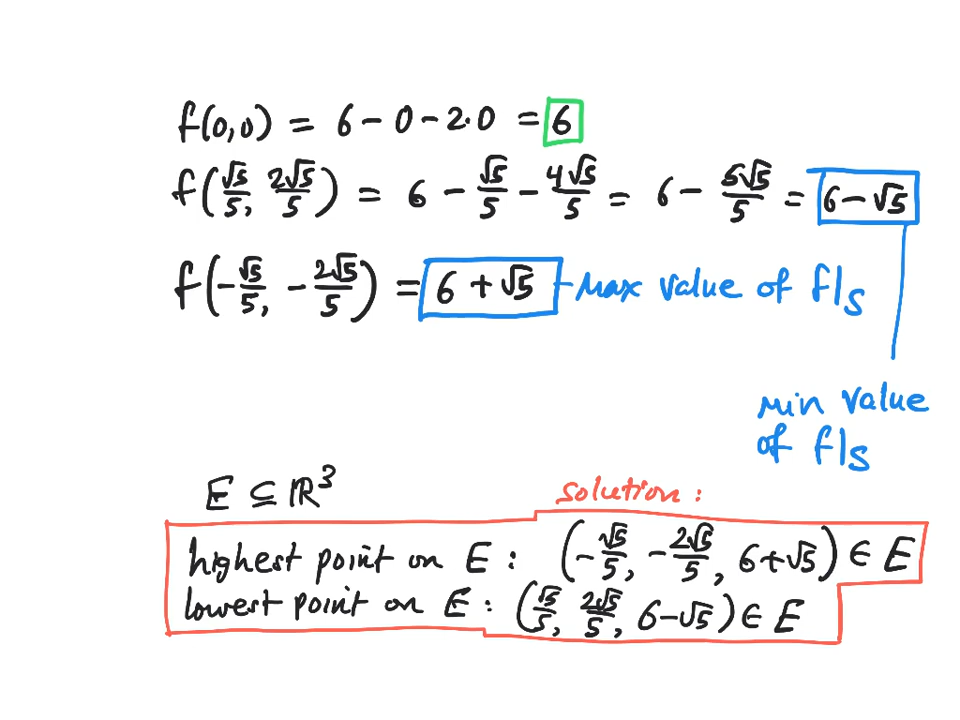 f(0,0) = 6 − 0 − 2·0 = 6
f(√5/5, 2√5/5) = 6 − √5/5 − 4√5/5 = 6 − 5√5/5 = 6 − √5
f(−√5/5, −2√5/5) = 6 + √5 – max value of f|s
min value
of f|s
E ⊆ ℝ³
solution:
highest point on E: (−√5/5, −2√5/5, 6+√5) ∈ E
lowest point on E: (√5/5, 2√5/5, 6−√5) ∈ E